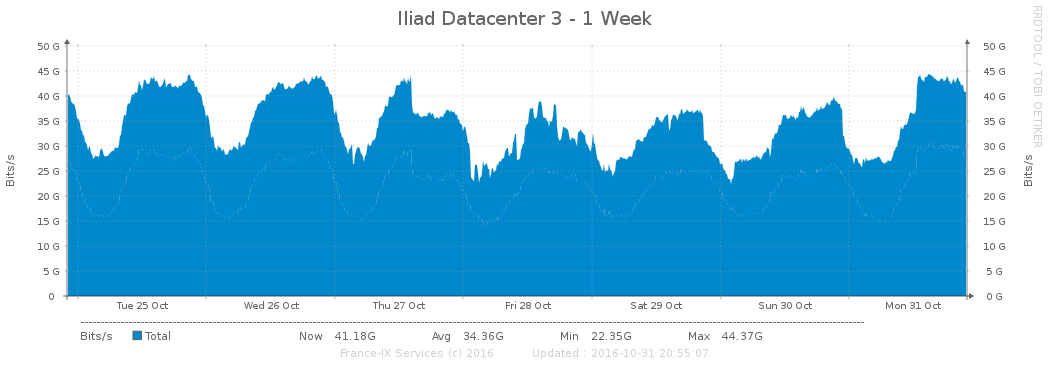 Iliad Datacenter 3 - 1 Week
RRDTOOL / TOBI OETIKER
50 G 50 G
45 G 45 G
40 G 40 G
35 G 35 G
30 G 30 G
25 G 25 G
20 G 20 G
15 G 15 G
10 G 10 G
5 G 5 G
0 0 G
Bits/s Bits/s
Tue 25 Oct Wed 26 Oct Thu 27 Oct Fri 28 Oct Sat 29 Oct Sun 30 Oct Mon 31 Oct
Bits/s Total Now 41.18G Avg 34.36G Min 22.35G Max 44.37G
France-IX Services (c) 2016 Updated : 2016-10-31 20:55:07